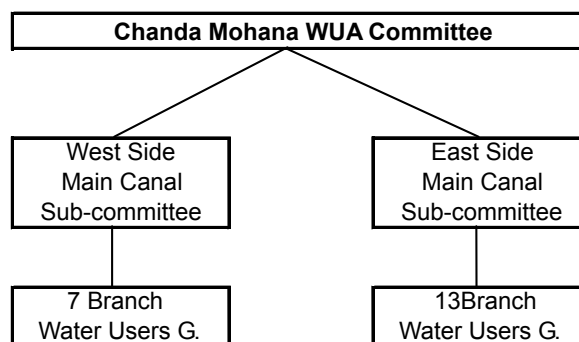 Chanda Mohana WUA Committee
West Side
Main Canal
Sub-committee
East Side
Main Canal
Sub-committee
7 Branch
Water Users G.
13Branch
Water Users G.